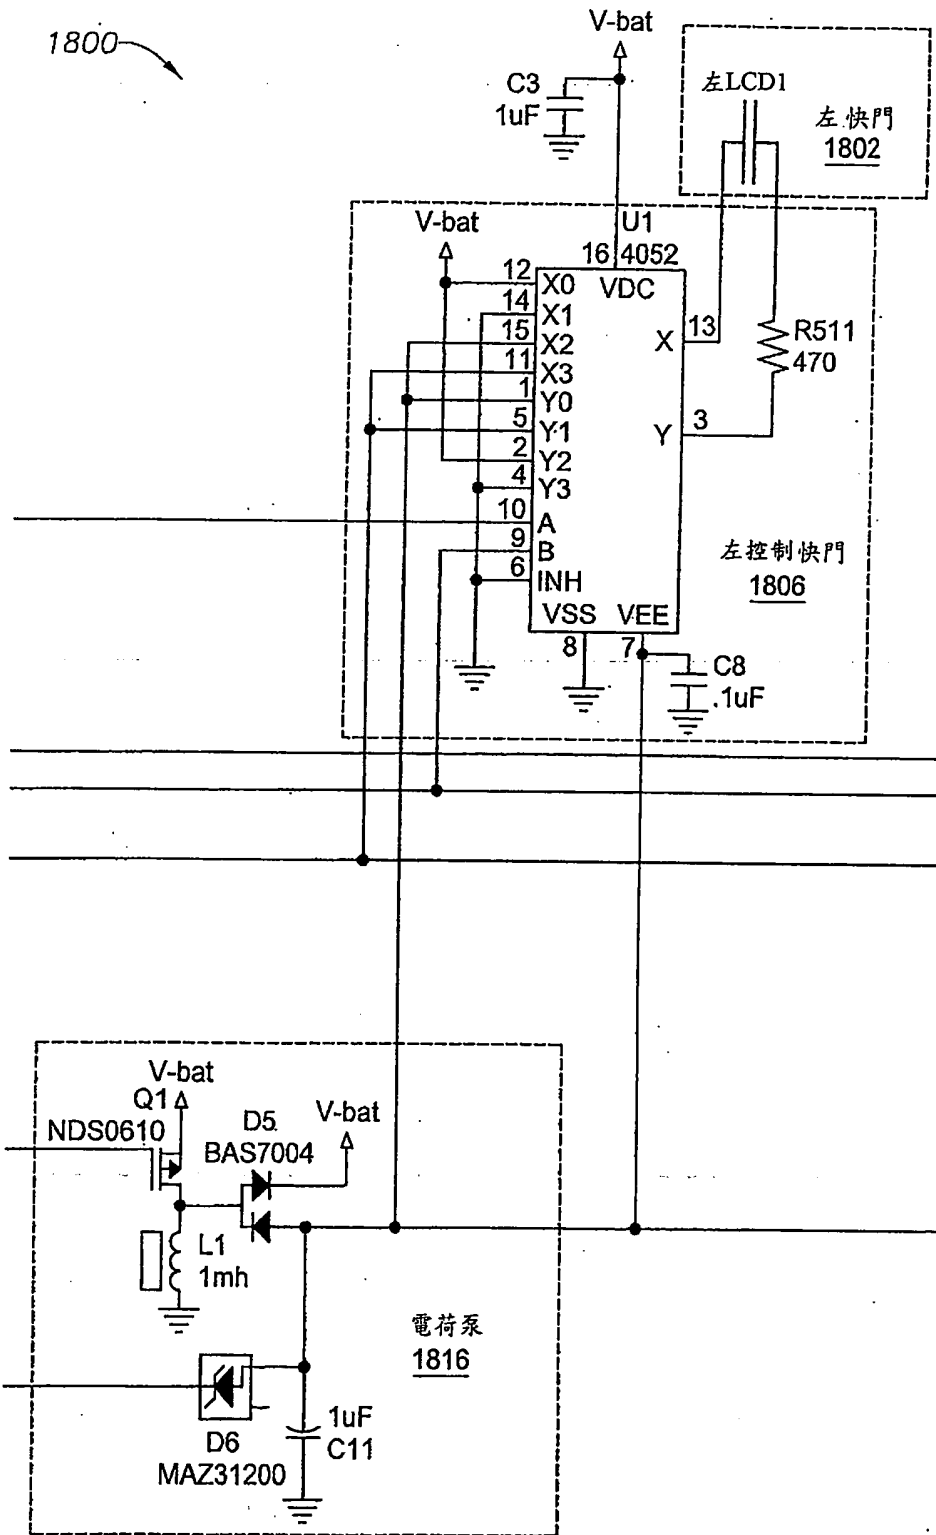 1800
V-bat
C3
1uF
左LCD1
左快門
1802
V-bat
U1
16 4052
VDC
12 X0
14 X1
15 X2
11 X3
1 Y0
5 Y1
2 Y2
4 Y3
10 A
9 B
6 INH
X 13
Y 3
R511
470
VSS VEE
8 7
C8
.1uF
左控制快門
1806
V-bat
Q1
NDS0610
D5
BAS7004
V-bat
L1
1mh
電荷泵
1816
D6
MAZ31200
1uF
C11